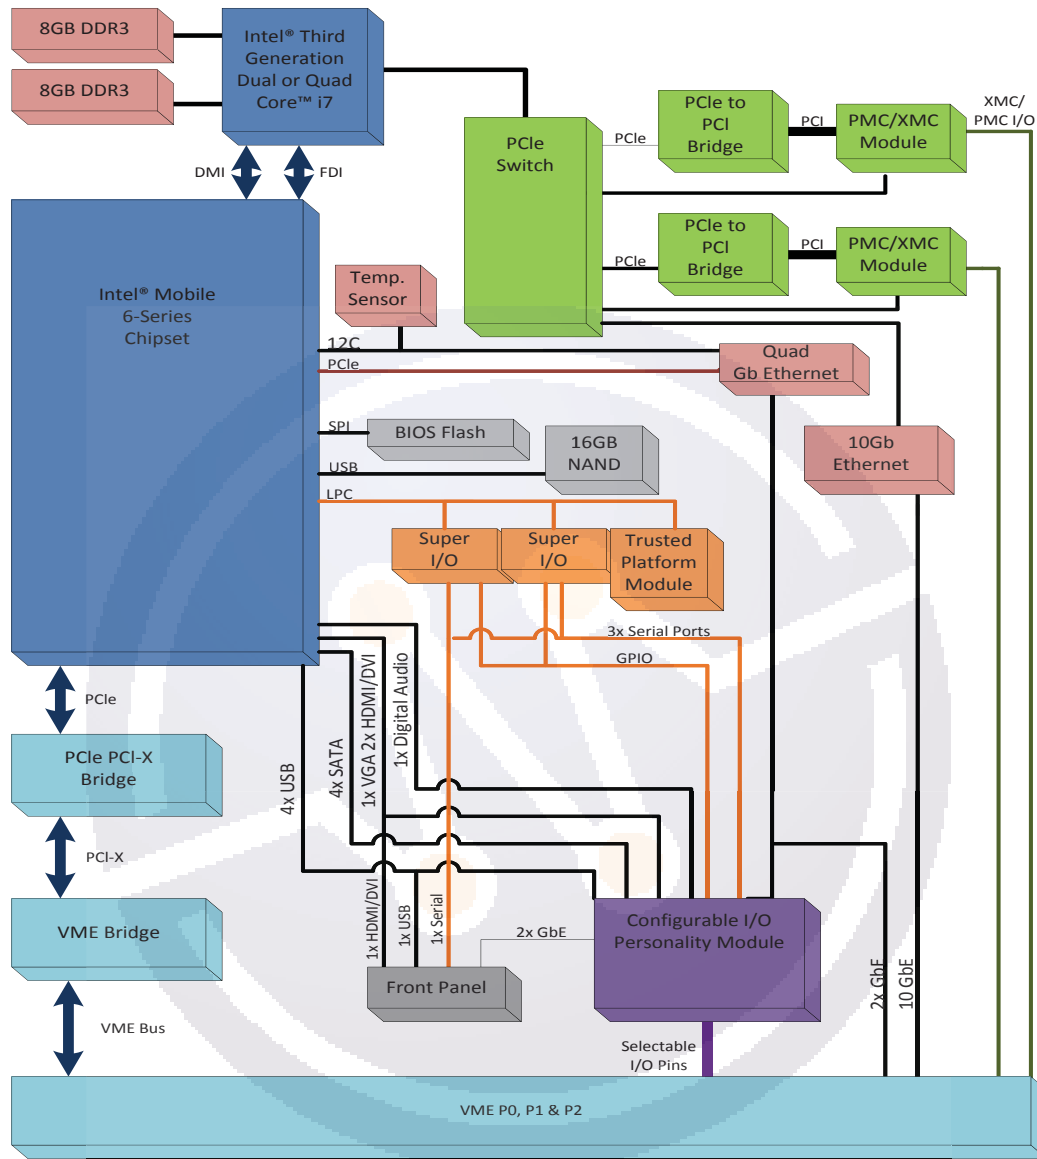 8GB DDR3
8GB DDR3
Intel® Third
Generation
Dual or Quad
Core™ i7
DMI
FDI
PCIe
Switch
PCIe
PCIe to
PCI
Bridge
PCI
PMC/XMC
Module
XMC/
PMC I/O
PCIe
PCIe to
PCI
Bridge
PCI
PMC/XMC
Module
Intel® Mobile
6-Series
Chipset
Temp.
Sensor
12C
PCIe
Quad
Gb Ethernet
SPI
BIOS Flash
USB
16GB
NAND
10Gb
Ethernet
LPC
Super
I/O
Super
I/O
Trusted
Platform
Module
3x Serial Ports
GPIO
PCIe
PCIe PCI-X
Bridge
4x USB
4x SATA
1x VGA 2x HDMI/DVI
1x Digital Audio
PCI-X
VME Bridge
1x HDMI/DVI
1x USB
1x Serial
2x GbE
Configurable I/O
Personality Module
Front Panel
2x GbE
10 GbE
VME Bus
Selectable
I/O Pins
VME P0, P1 & P2